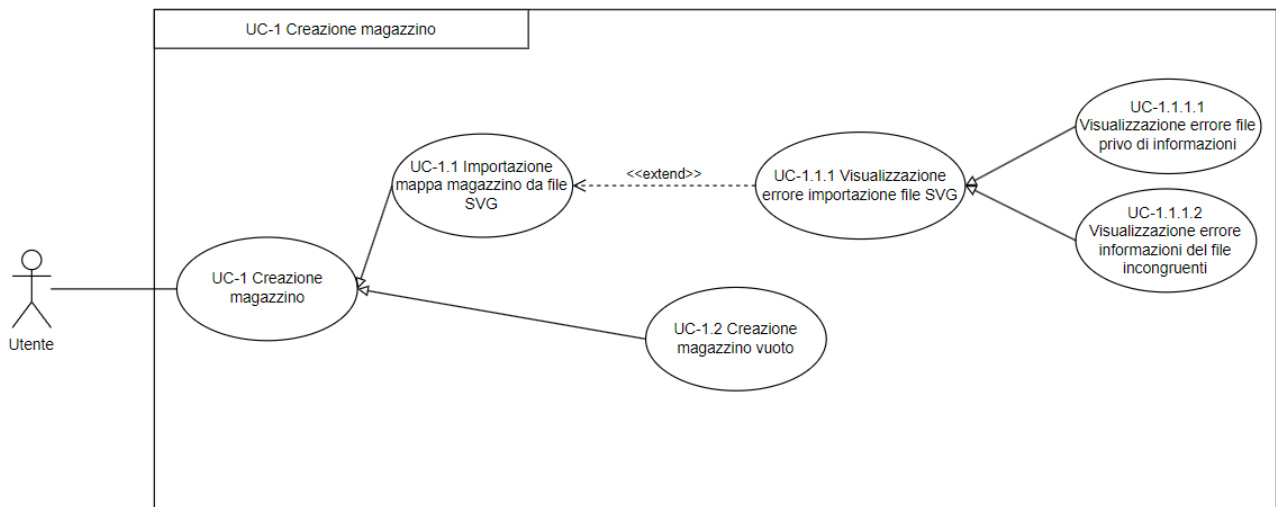 UC-1 Creazione magazzino
UC-1.1.1.1
Visualizzazione errore file
privo di informazioni
UC-1.1 Importazione
mappa magazzino da file
SVG
<<extend>>
UC-1.1.1 Visualizzazione
errore importazione file SVG
UC-1.1.1.2
Visualizzazione errore
informazioni del file
incongruenti
UC-1 Creazione
magazzino
UC-1.2 Creazione
magazzino vuoto
Utente